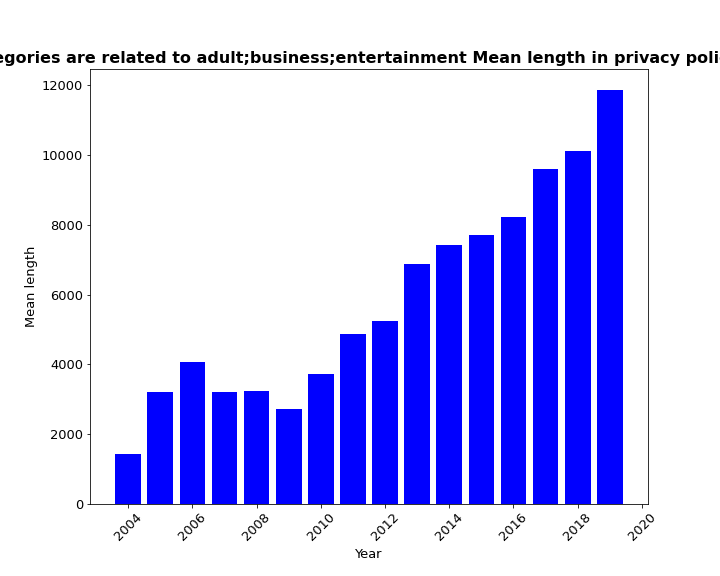 egories are related to adult;business;entertainment Mean length in privacy poli
12000
10000
8000
6000
4000
2000
0
Mean length
2004 2006 2008 2010 2012 2014 2016 2018 2020
Year